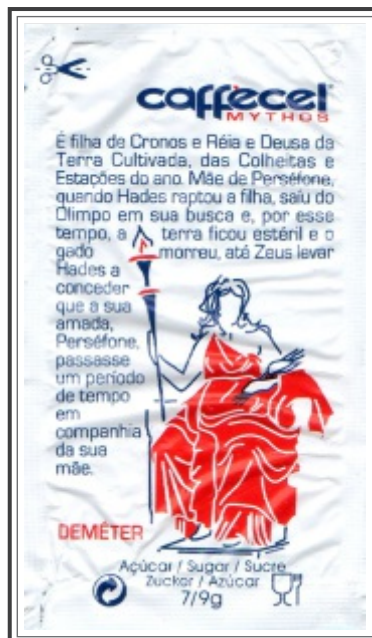 caffècel
MYTHOS
É filha de Cronos e Réia e Deusa da
Terra Cultivada, das Colheitas e
Estações do ano. Mãe de Perséfone,
quando Hades raptou a filha, saiu do
Olimpo em sua busca e, por esse
tempo, a terra ficou estéril e o
gado morreu, até Zeus levar
Hades a
conceder
que a sua
amada,
Perséfone,
passasse
um período
de tempo
em
companhia
da sua
mãe.
DEMÉTER
Açúcar / Sugar / Sucre
Zucker / Azúcar
7/9g